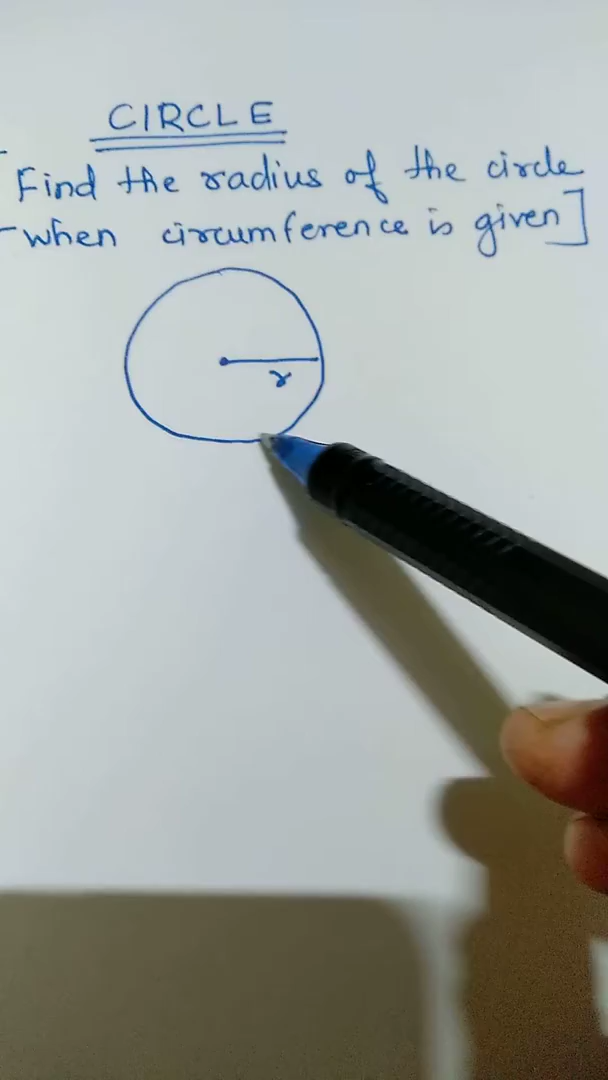 CIRCLE
Find the radius of the circle
when circumference is given]
r